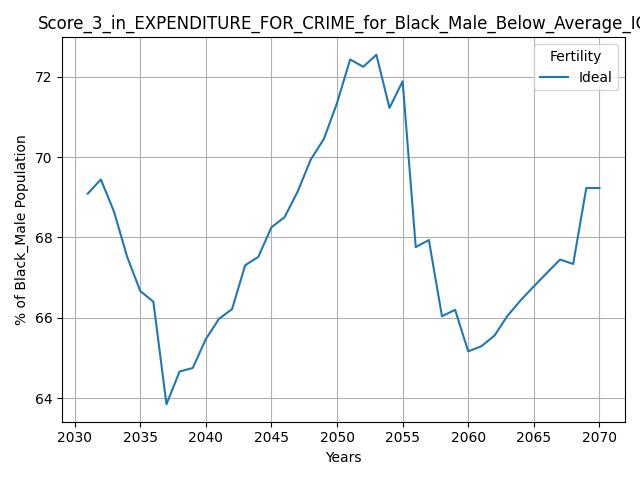 Score_3_in_EXPENDITURE_FOR_CRIME_for_Black_Male_Below_Average_IQ
Fertility
Ideal
72
70
68
66
64
% of Black_Male Population
2030 2035 2040 2045 2050 2055 2060 2065 2070
Years